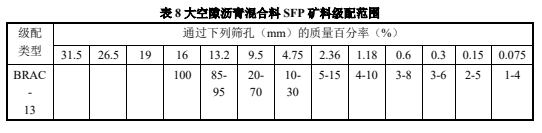 表 8 大空隙沥青混合料 SFP 矿料级配范围
级配类型 通过下列筛孔（mm）的质量百分率（%）
31.5 26.5 19 16 13.2 9.5 4.75 2.36 1.18 0.6 0.3 0.15 0.075
BRAC-13 100 85-95 20-70 10-30 5-15 4-10 3-8 3-6 2-5 1-4